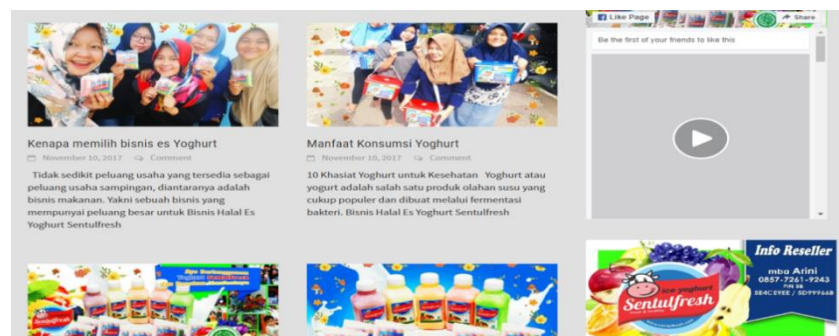 Kenapa memilih bisnis es Yoghurt
November 10, 2017 Comment
Tidak sedikit peluang usaha yang tersedia sebagai
peluang usaha sampingan, diantaranya adalah
bisnis makanan. Yakni sebuah bisnis yang
mempunyai peluang besar untuk Bisnis Halal Es
Yoghurt Sentulfresh
Manfaat Konsumsi Yoghurt
November 10, 2017 Comment
10 Khasiat Yoghurt untuk Kesehatan Yoghurt atau
yogurt adalah salah satu produk olahan susu yang
cukup populer dan dibuat melalui fermentasi
bakteri. Bisnis Halal Es Yoghurt Sentulfresh
Like Page
Share
Be the first of your friends to like this
Sentulfresh
ice yoghurt
Sentulfresh
Info Reseller
mba Arini
0857-7261-9243